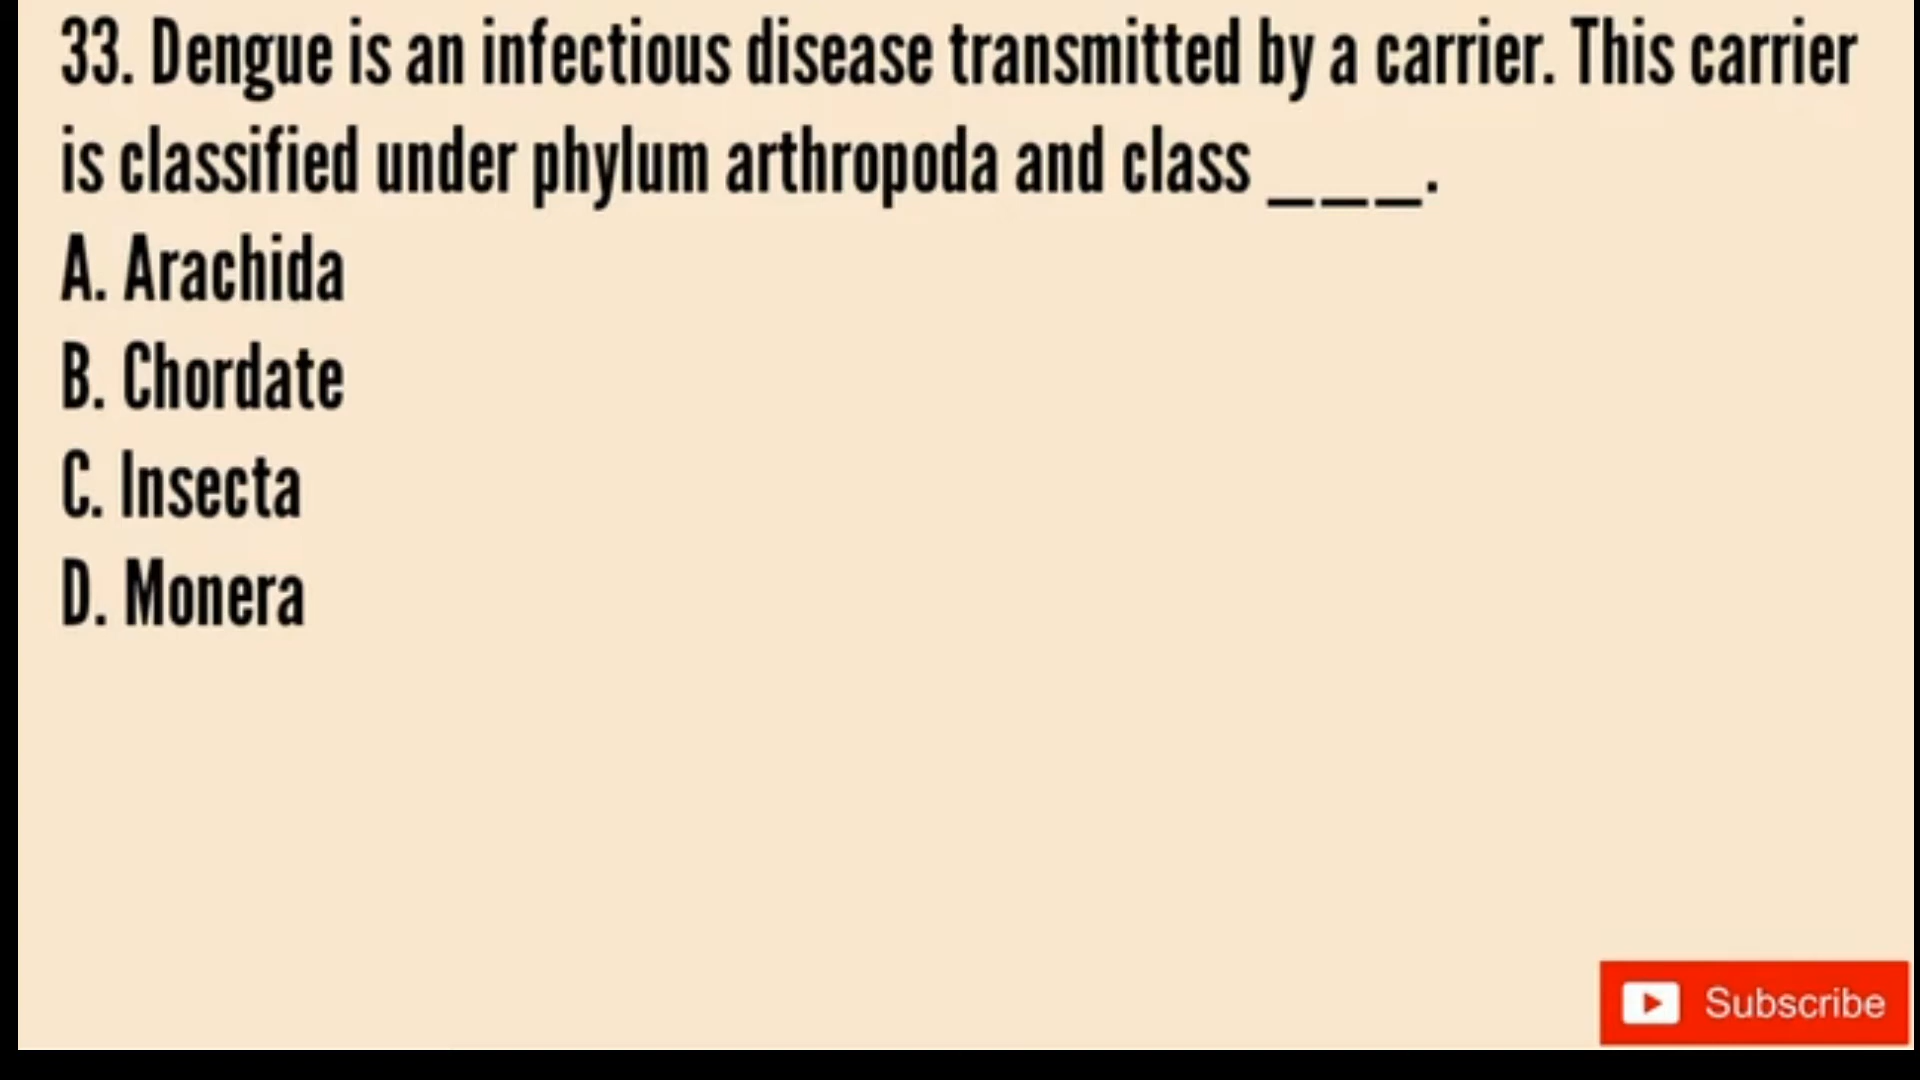 33. Dengue is an infectious disease transmitted by a carrier. This carrier
is classified under phylum arthropoda and class ___.
A. Arachida
B. Chordate
C. Insecta
D. Monera
Subscribe